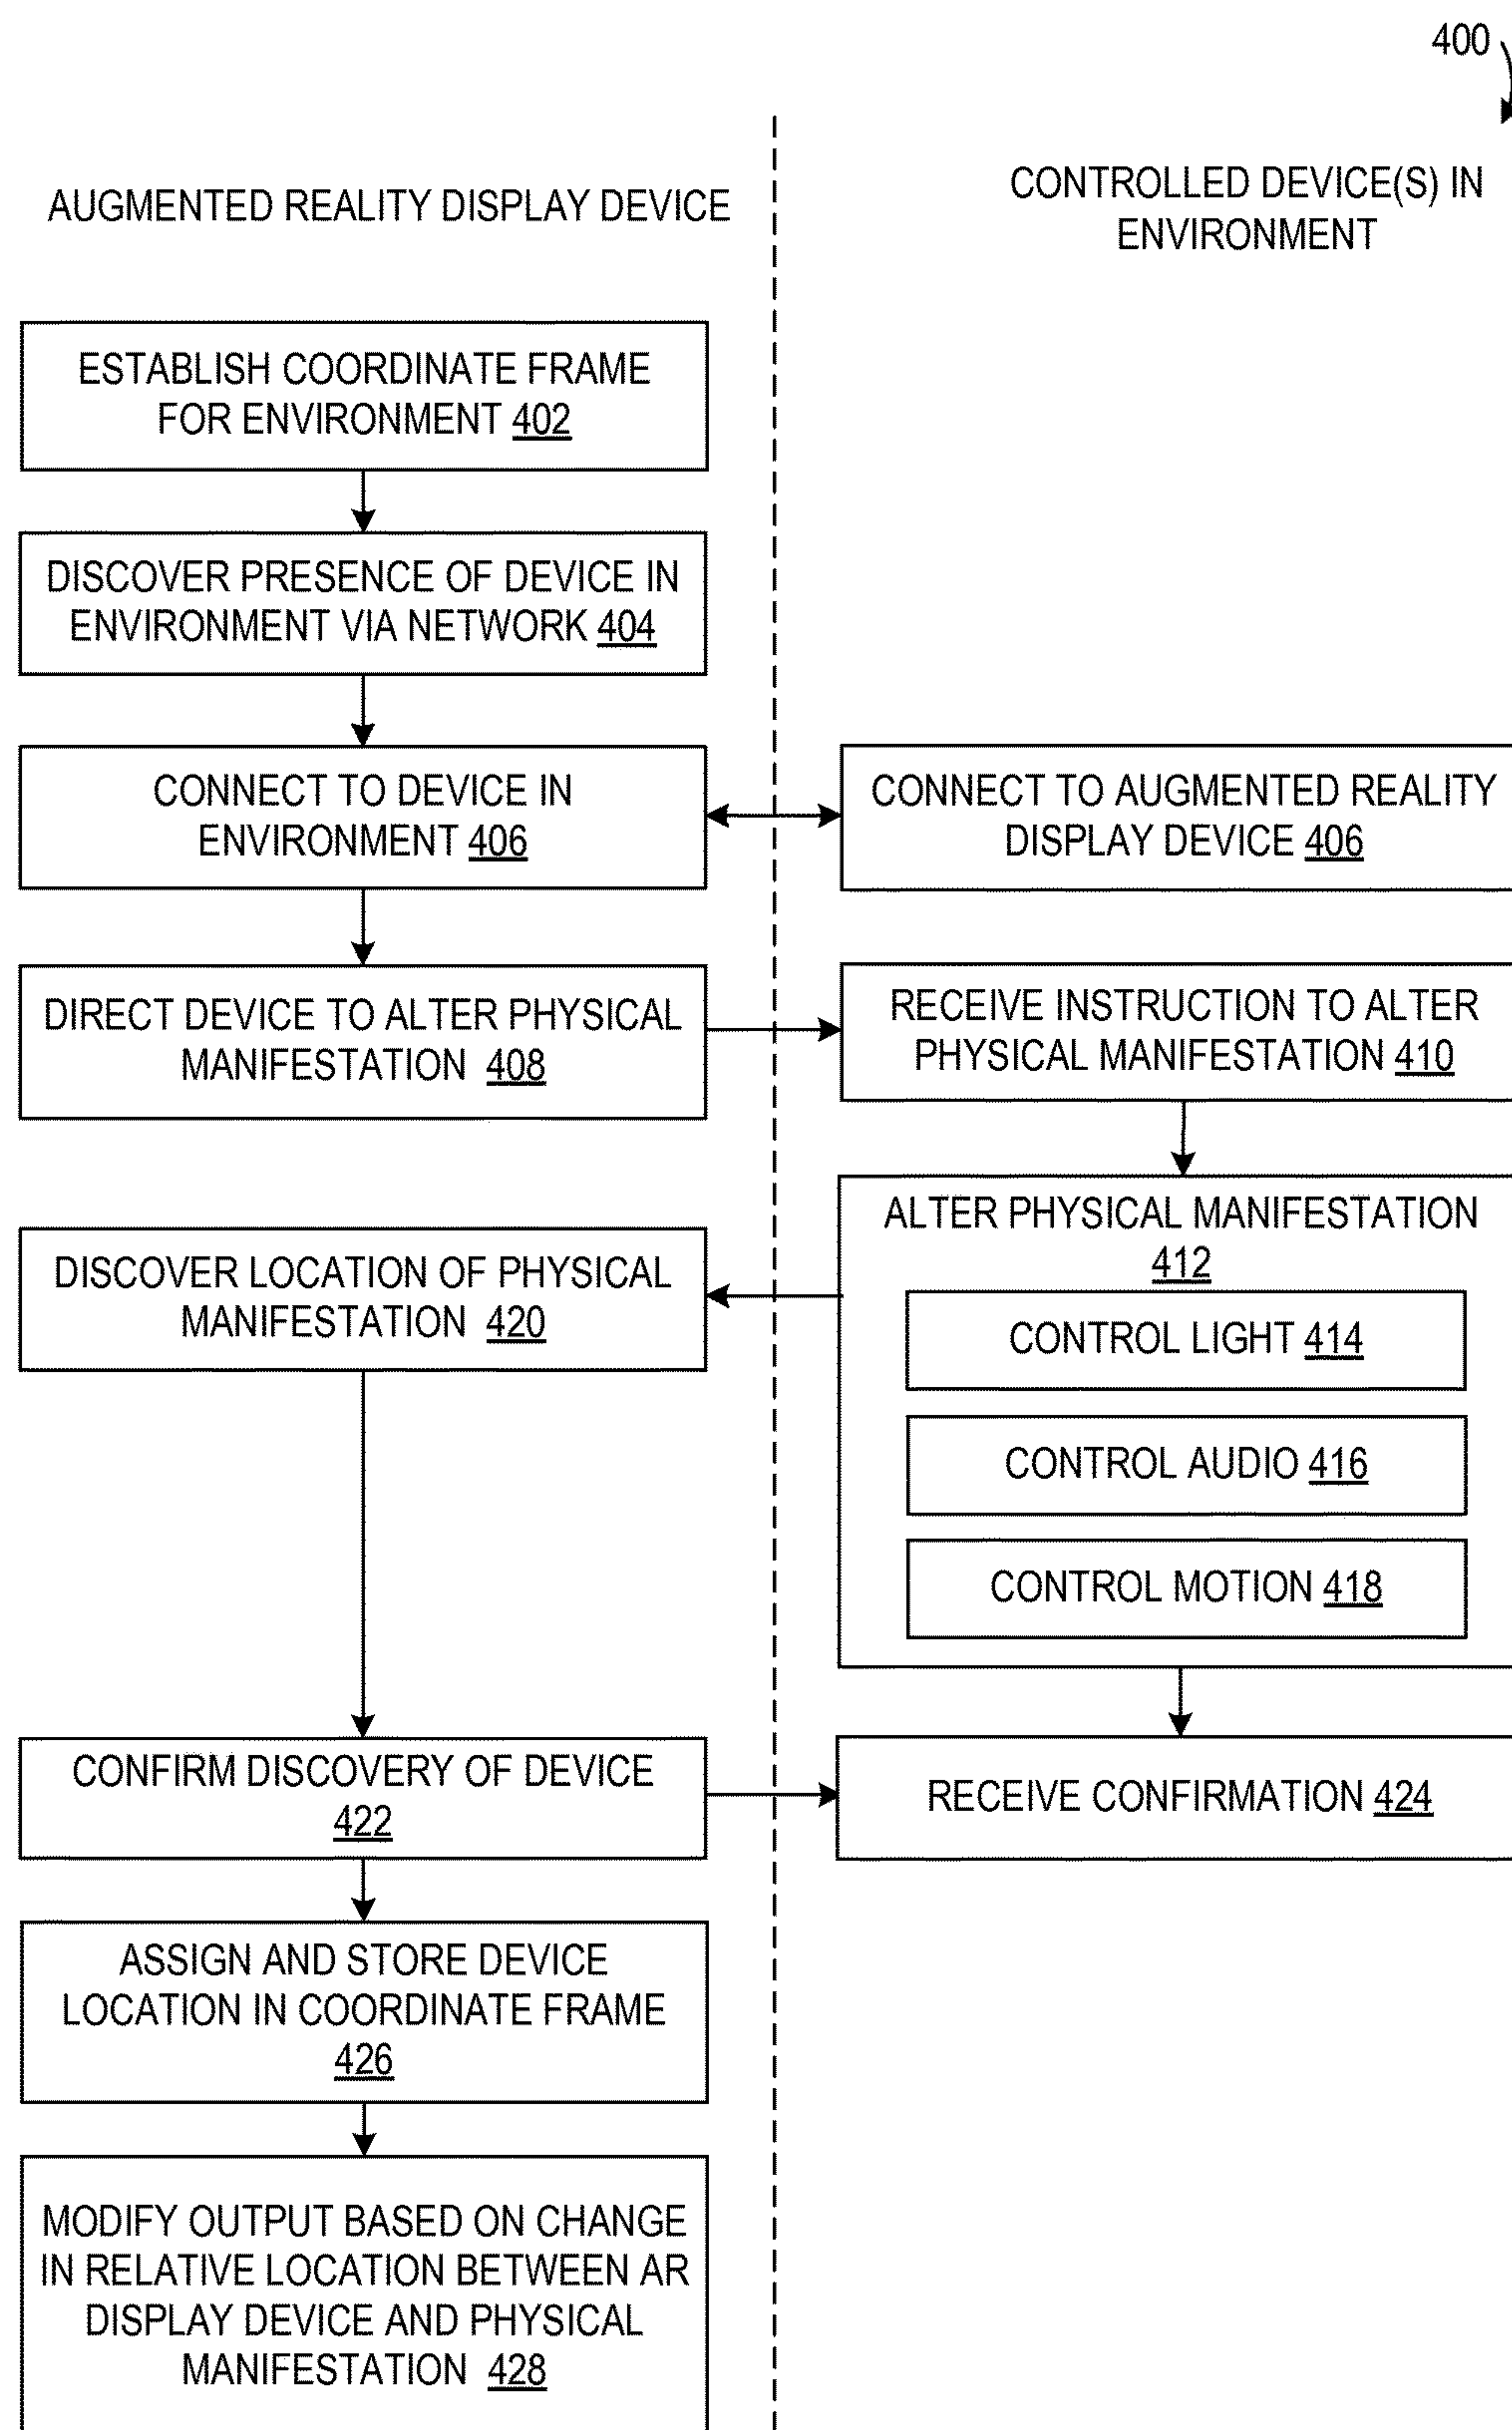 400
AUGMENTED REALITY DISPLAY DEVICE
CONTROLLED DEVICE(S) IN
ENVIRONMENT
ESTABLISH COORDINATE FRAME
FOR ENVIRONMENT 402
DISCOVER PRESENCE OF DEVICE IN
ENVIRONMENT VIA NETWORK 404
CONNECT TO DEVICE IN
ENVIRONMENT 406
CONNECT TO AUGMENTED REALITY
DISPLAY DEVICE 406
DIRECT DEVICE TO ALTER PHYSICAL
MANIFESTATION 408
RECEIVE INSTRUCTION TO ALTER
PHYSICAL MANIFESTATION 410
ALTER PHYSICAL MANIFESTATION
412
CONTROL LIGHT 414
CONTROL AUDIO 416
CONTROL MOTION 418
DISCOVER LOCATION OF PHYSICAL
MANIFESTATION 420
CONFIRM DISCOVERY OF DEVICE
422
RECEIVE CONFIRMATION 424
ASSIGN AND STORE DEVICE
LOCATION IN COORDINATE FRAME
426
MODIFY OUTPUT BASED ON CHANGE
IN RELATIVE LOCATION BETWEEN AR
DISPLAY DEVICE AND PHYSICAL
MANIFESTATION 428